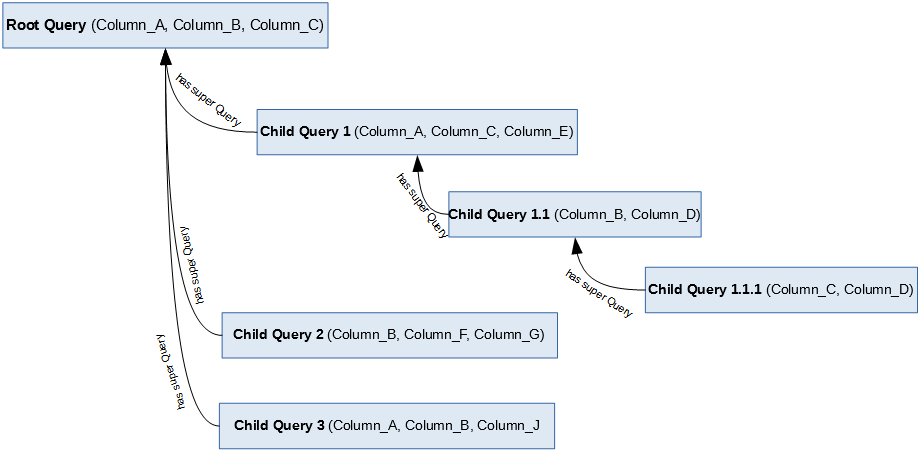 Root Query (Column_A, Column_B, Column_C)
has super Query
Child Query 1 (Column_A, Column_C, Column_E)
has super Query
Child Query 1.1 (Column_B, Column_D)
has super Query
Child Query 1.1.1 (Column_C, Column_D)
has super Query
Child Query 2 (Column_B, Column_F, Column_G)
has super Query
Child Query 3 (Column_A, Column_B, Column_J